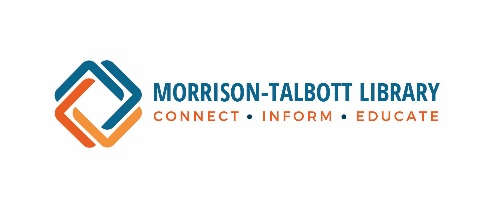 MORRISON-TALBOTT LIBRARY
CONNECT • INFORM • EDUCATE